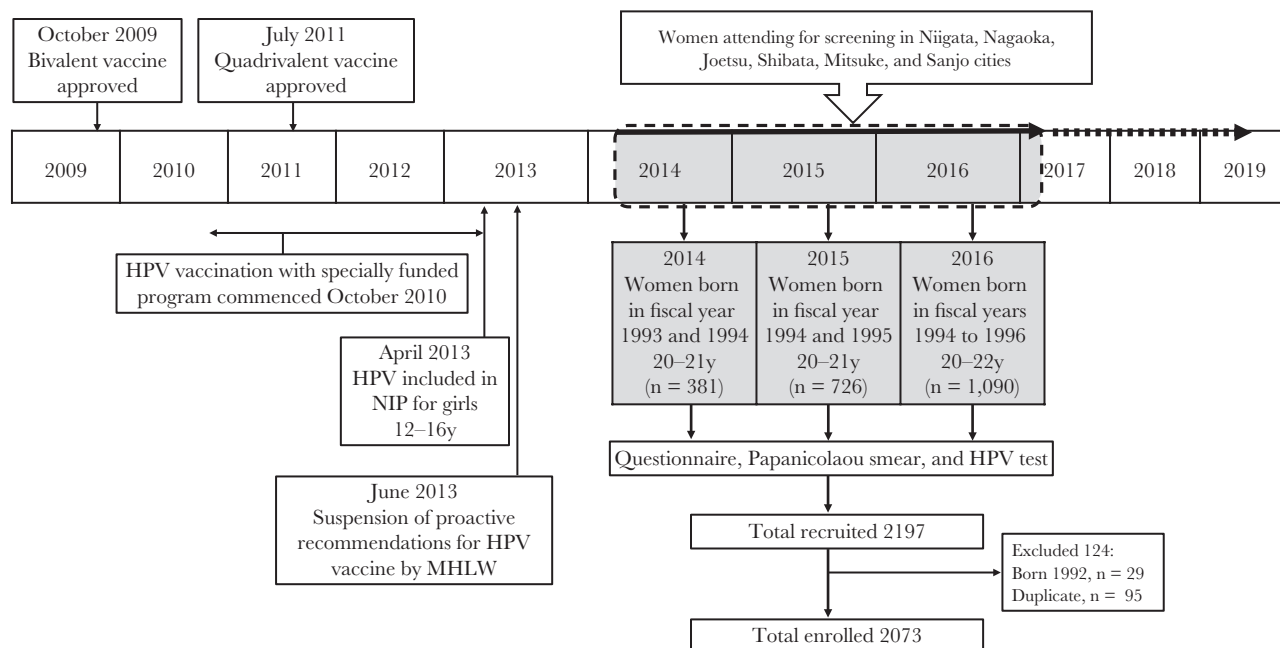 October 2009
Bivalent vaccine
approved
July 2011
Quadrivalent vaccine
approved
Women attending for screening in Niigata, Nagaoka,
Joetsu, Shibata, Mitsuke, and Sanjo cities
2009
2010
2011
2012
2013
2014
2015
2016
2017
2018
2019
HPV vaccination with specially funded
program commenced October 2010
April 2013
HPV included in
NIP for girls
12–16y
June 2013
Suspension of proactive
recommendations for HPV
vaccine by MHLW
2014
Women born
in fiscal year
1993 and 1994
20–21y
(n = 381)
2015
Women born
in fiscal year
1994 and 1995
20–21y
(n = 726)
2016
Women born
in fiscal years
1994 to 1996
20–22y
(n = 1,090)
Questionnaire, Papanicolaou smear, and HPV test
Total recruited 2197
Excluded 124:
Born 1992, n = 29
Duplicate, n = 95
Total enrolled 2073